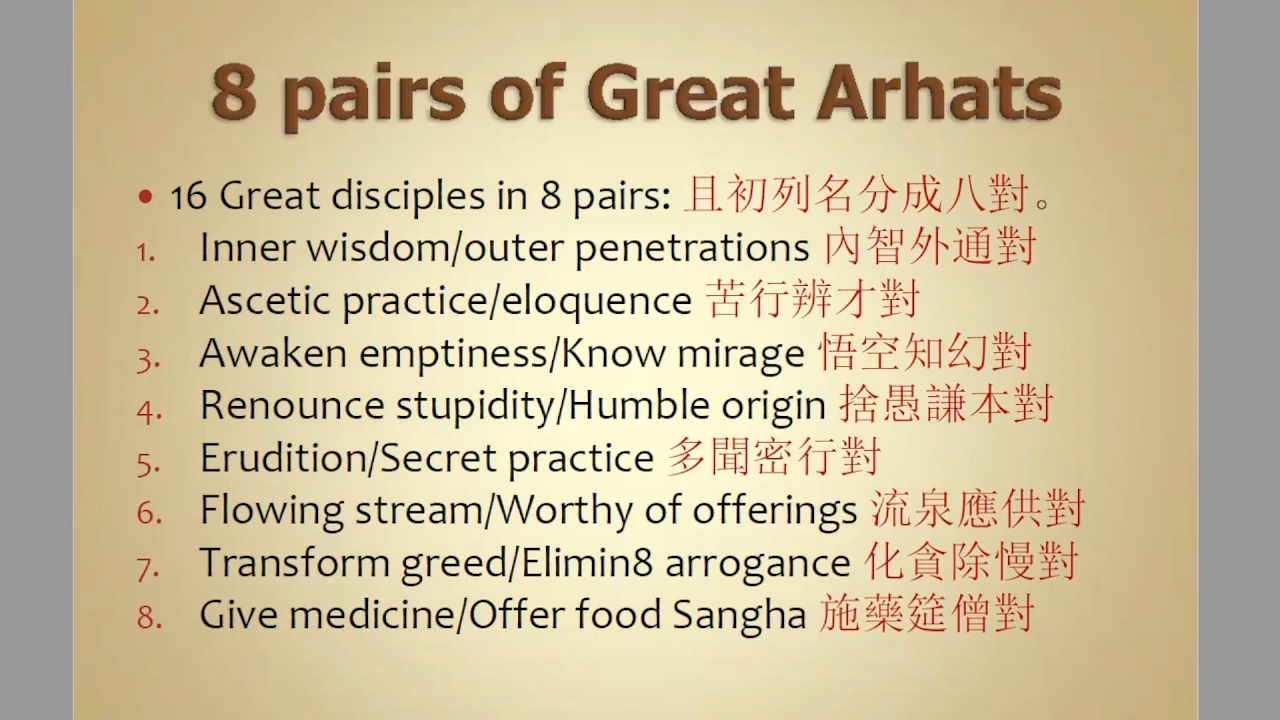 8 pairs of Great Arhats
• 16 Great disciples in 8 pairs: 且初列名分成八對。
1. Inner wisdom/outer penetrations 內智外通對
2. Ascetic practice/eloquence 苦行辨才對
3. Awaken emptiness/Know mirage 悟空知幻對
4. Renounce stupidity/Humble origin 捨愚謙本對
5. Erudition/Secret practice 多聞密行對
6. Flowing stream/Worthy of offerings 流泉應供對
7. Transform greed/Elimin8 arrogance 化貪除慢對
8. Give medicine/Offer food Sangha 施藥筵僧對